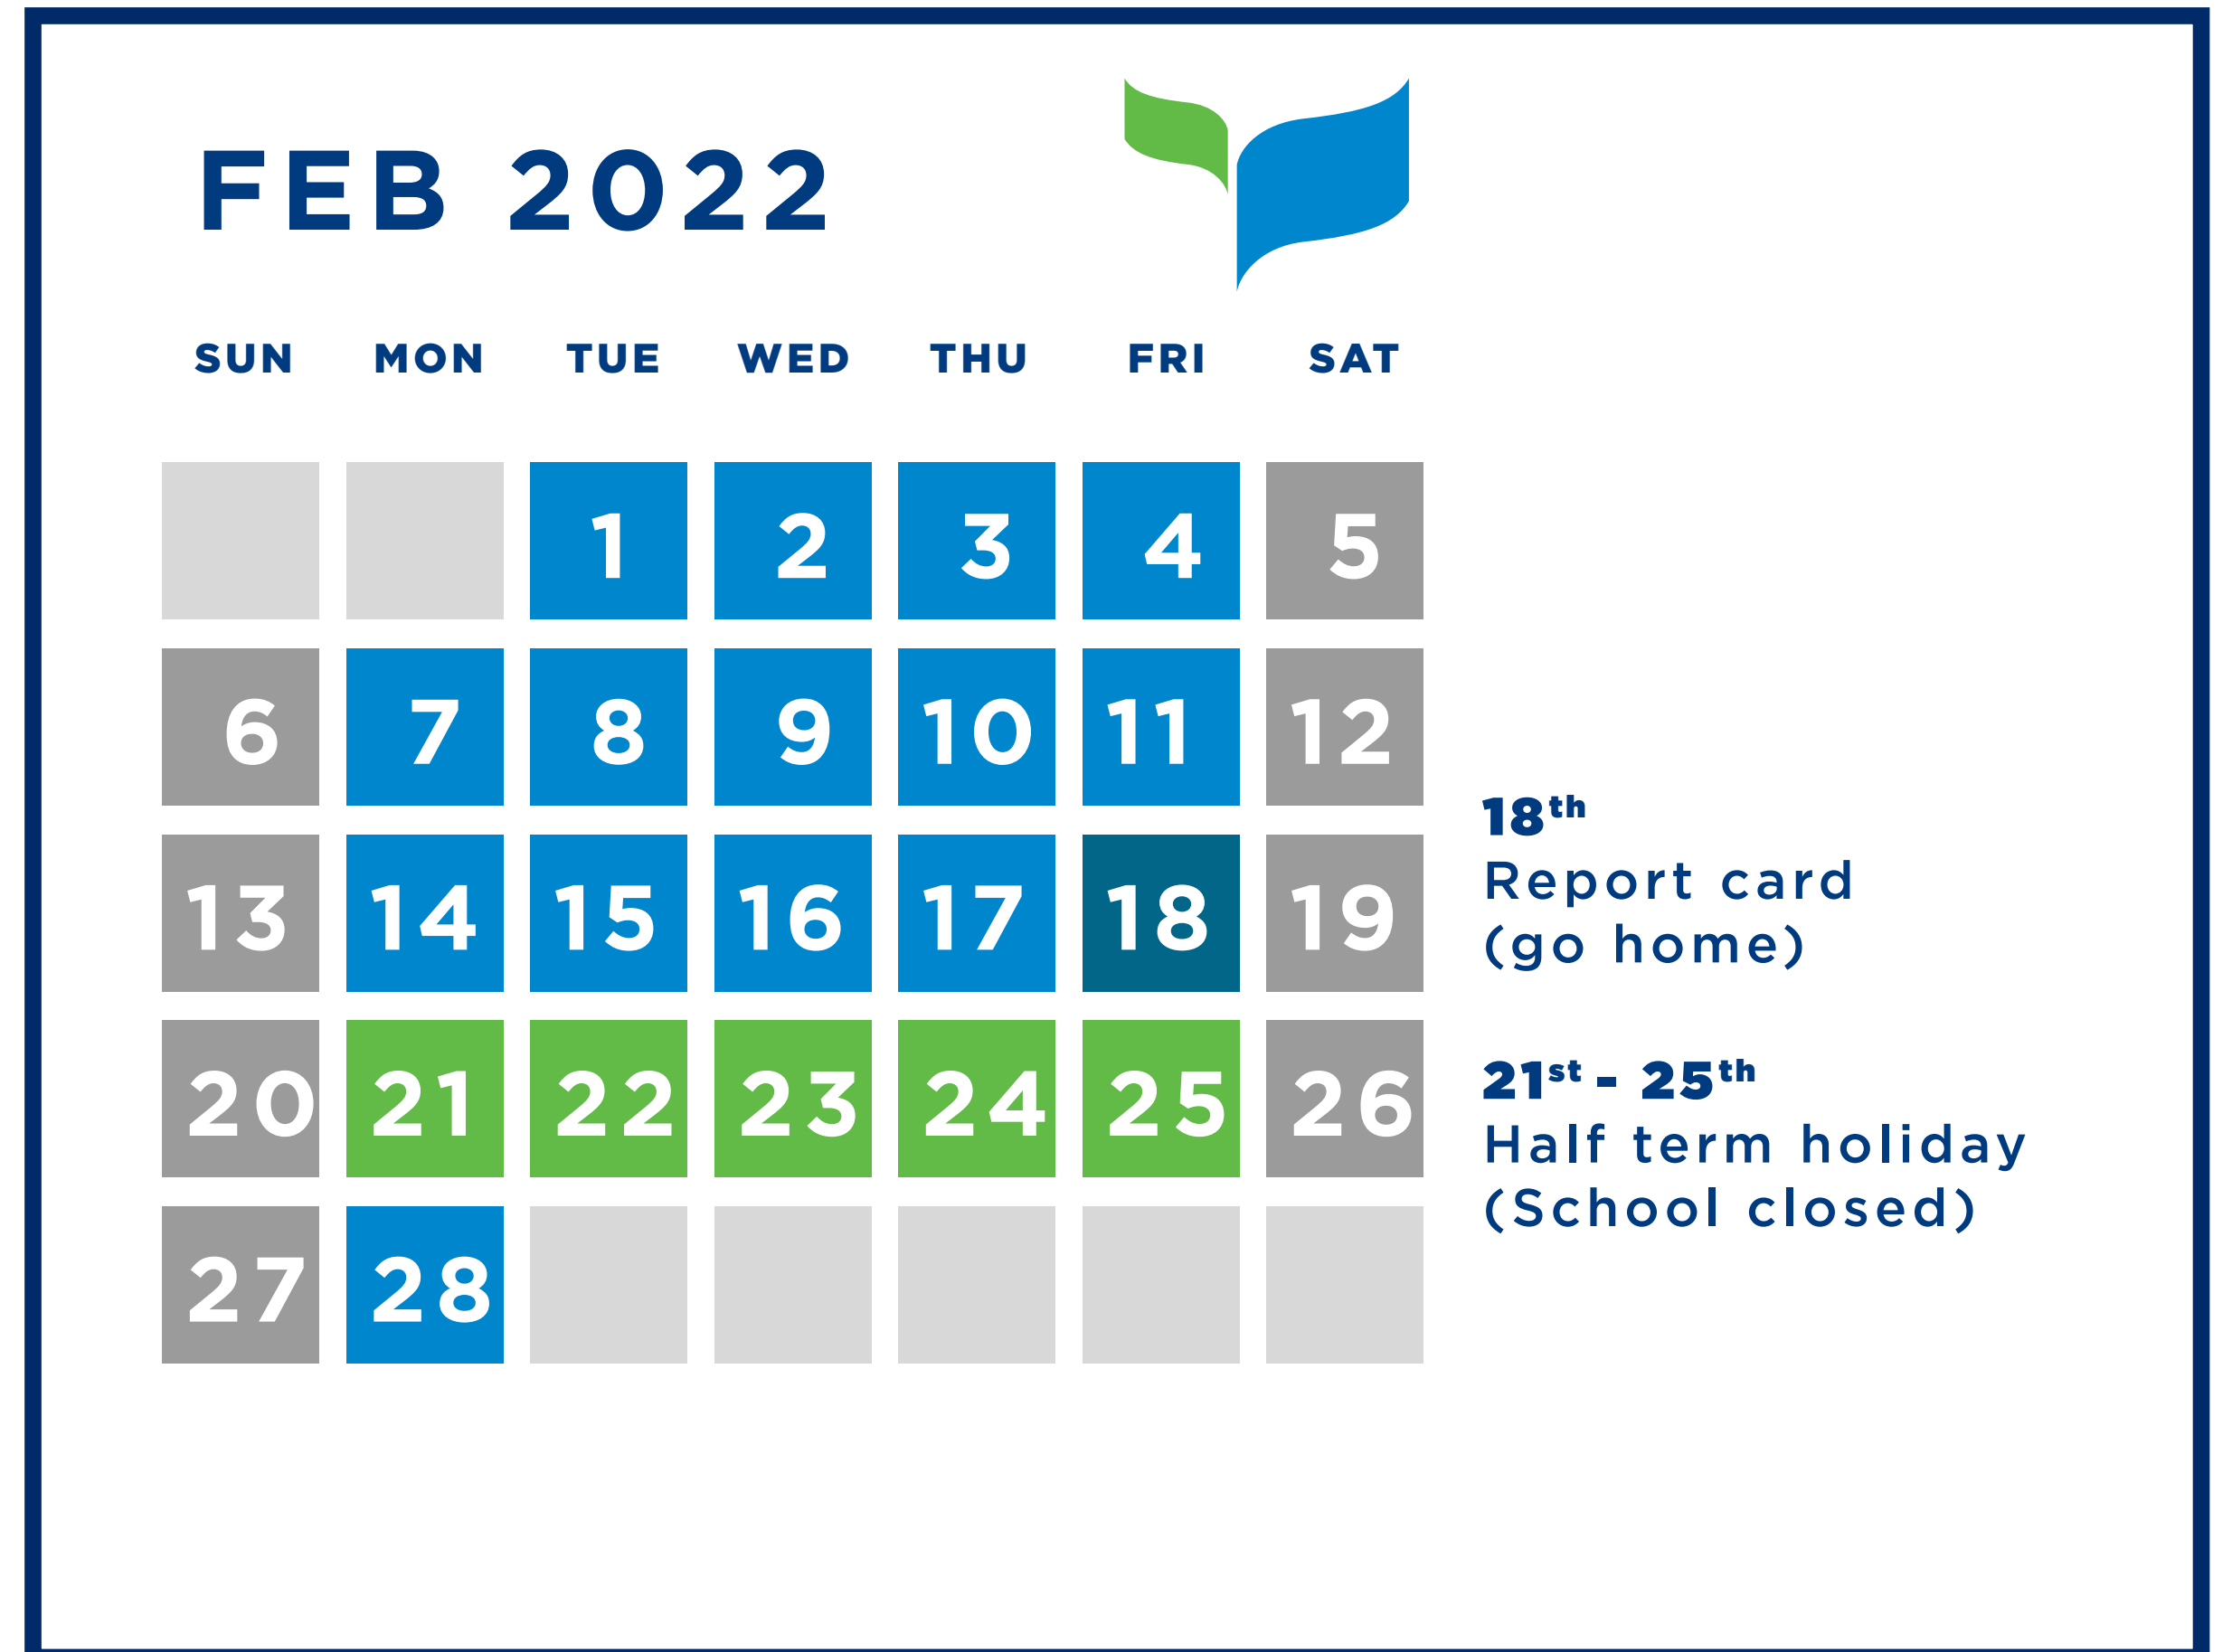 FEB 2022
SUN MON TUE WED THU FRI SAT
1 2 3 4 5
6 7 8 9 10 11 12
13 14 15 16 17 18 19
20 21 22 23 24 25 26
27 28
18th
Report card
(go home)
21st - 25th
Half term holiday
(School closed)